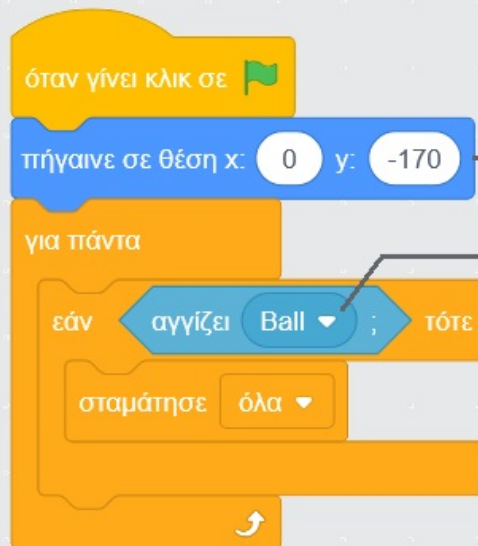 όταν γίνει κλικ σε
πήγαινε σε θέση x: 0 y: -170
για πάντα
εάν αγγίζει Ball ; τότε
σταμάτησε όλα